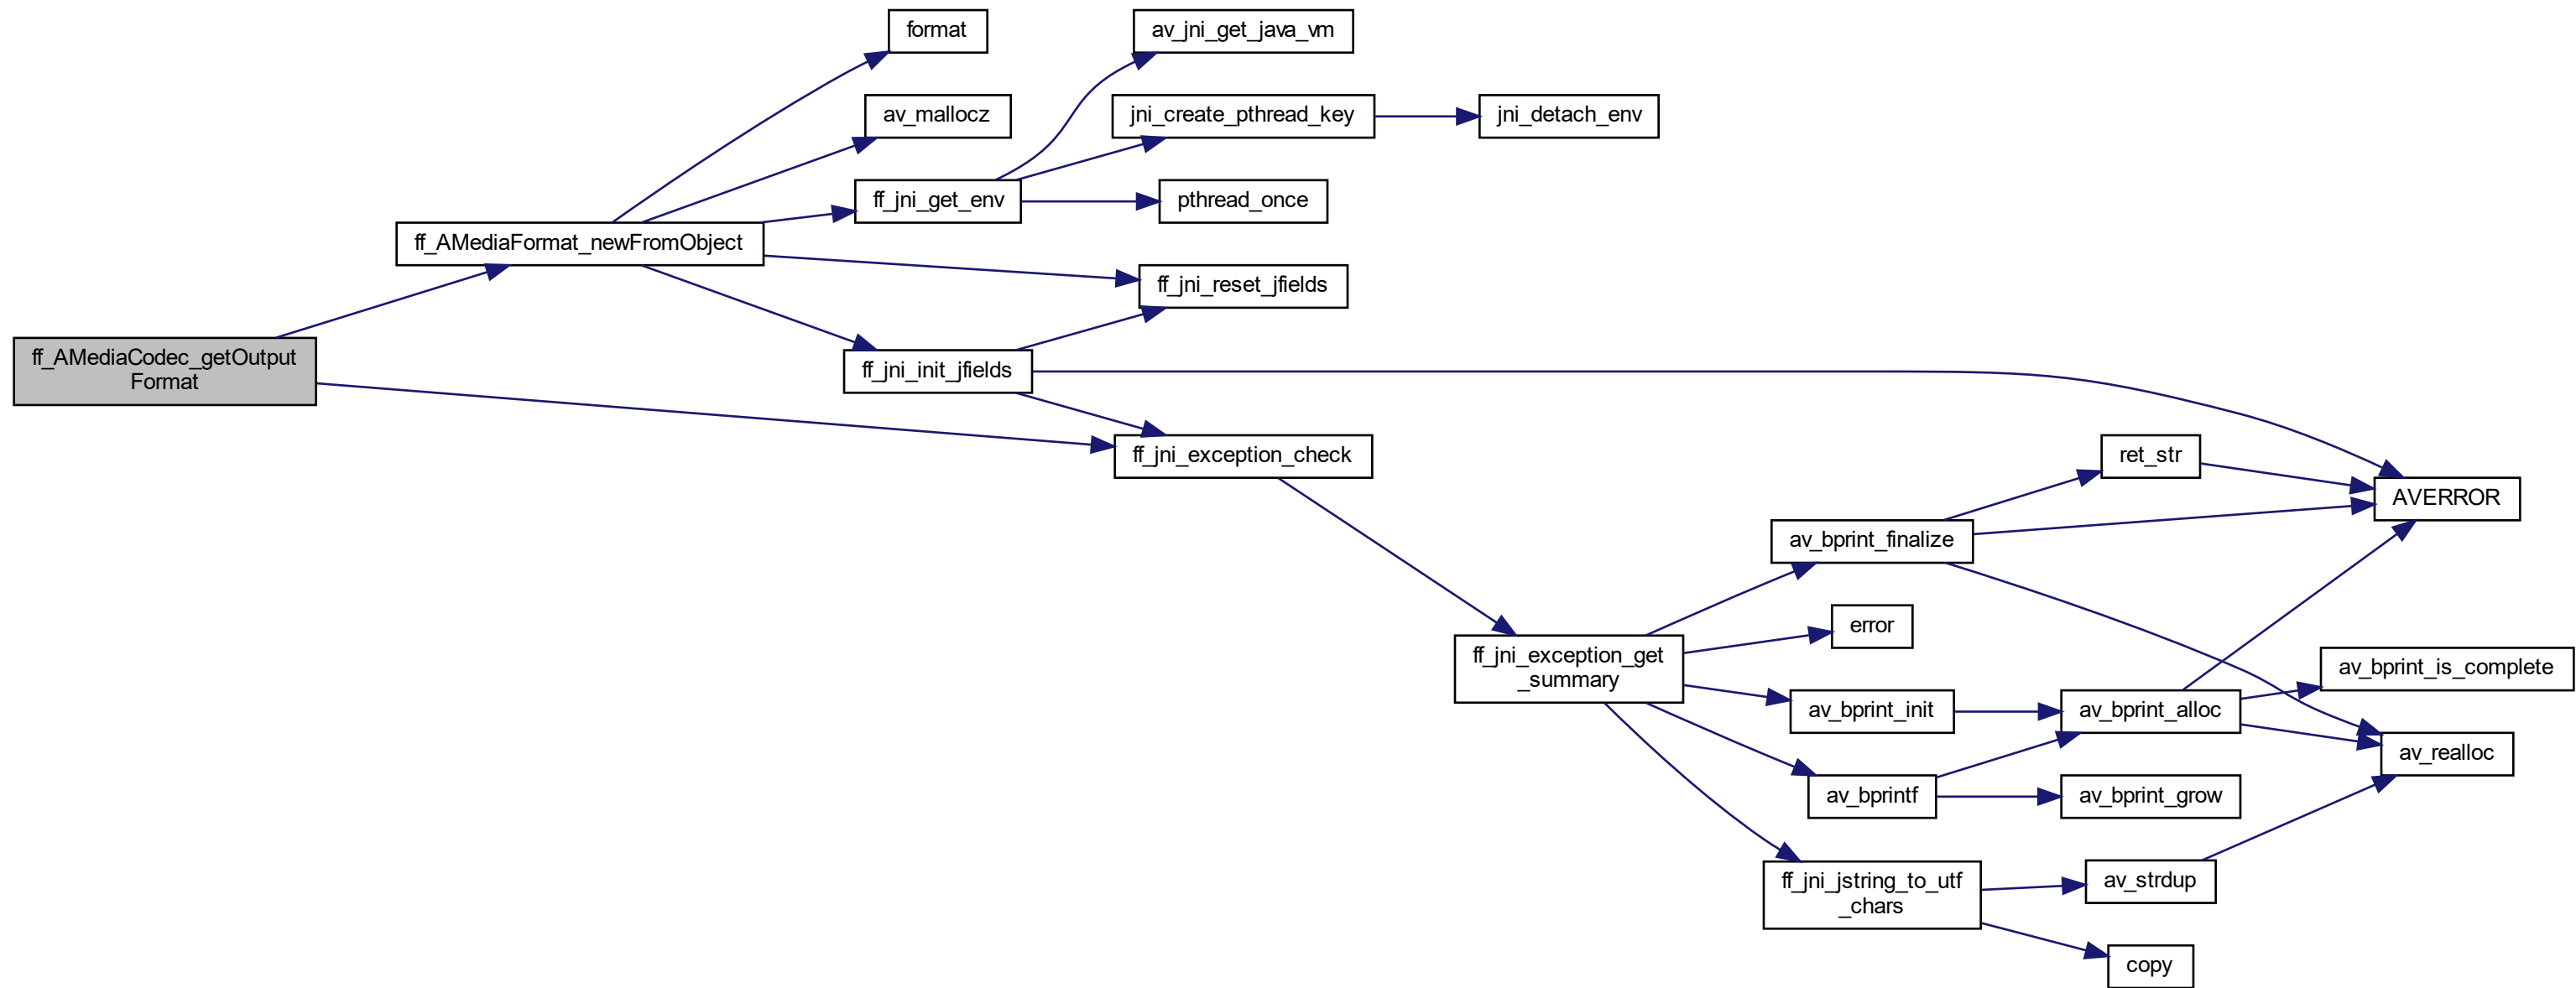 format
av_jni_get_java_vm
av_mallocz
jni_create_pthread_key
jni_detach_env
ff_jni_get_env
pthread_once
ff_AMediaFormat_newFromObject
ff_jni_reset_jfields
ff_AMediaCodec_getOutput
Format
ff_jni_init_jfields
ff_jni_exception_check
ret_str
AVERROR
av_bprint_finalize
error
ff_jni_exception_get
_summary
av_bprint_is_complete
av_bprint_init
av_bprint_alloc
av_realloc
av_bprintf
av_bprint_grow
ff_jni_jstring_to_utf
_chars
av_strdup
copy